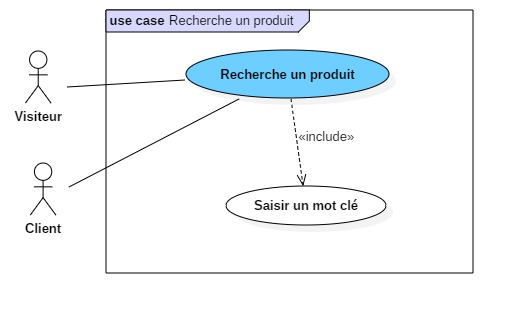 use case Recherche un produit
Recherche un produit
Visiteur
«include»
Saisir un mot clé
Client